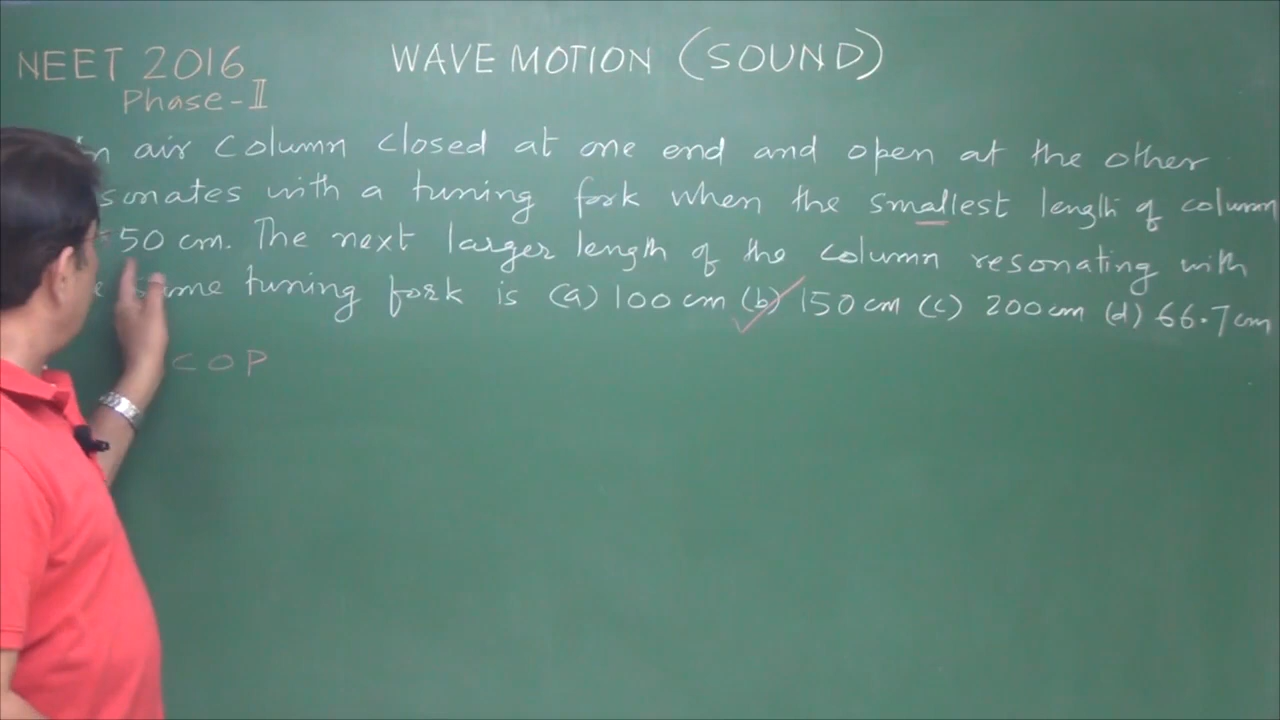 NEET 2016 WAVE MOTION (SOUND)
Phase-II
air column closed at one end and open at the other
sonates with a tuning fork when the smallest length of column
50 cm. The next larger length of the column resonating with
tuning fork is (a) 100 cm (b) 150 cm (c) 200 cm (d) 66.7 cm
COP